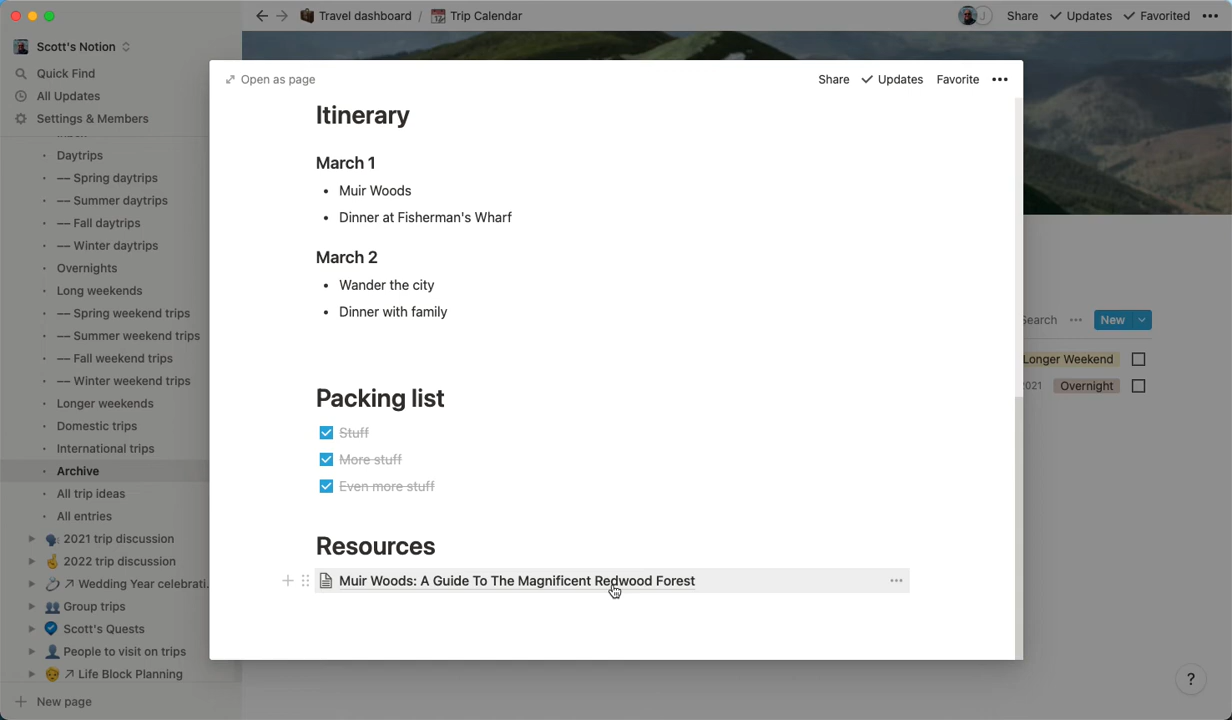 Travel dashboard / Trip Calendar
J Share Updates Favorited •••
Scott's Notion
Quick Find
All Updates
Settings & Members
Daytrips
— Spring daytrips
— Summer daytrips
— Fall daytrips
— Winter daytrips
Overnights
Long weekends
— Spring weekend trips
— Summer weekend trips
— Fall weekend trips
— Winter weekend trips
Longer weekends
Domestic trips
International trips
Archive
All trip ideas
All entries
2021 trip discussion
2022 trip discussion
Wedding Year celebrati.
Group trips
Scott's Quests
People to visit on trips
Life Block Planning
+ New page
Open as page
Share Updates Favorite •••
Itinerary
March 1
• Muir Woods
• Dinner at Fisherman's Wharf
March 2
• Wander the city
• Dinner with family
Packing list
Stuff
More stuff
Even more stuff
Resources
Muir Woods: A Guide To The Magnificent Redwood Forest •••
Search ••• New
Longer Weekend
2021 Overnight
?